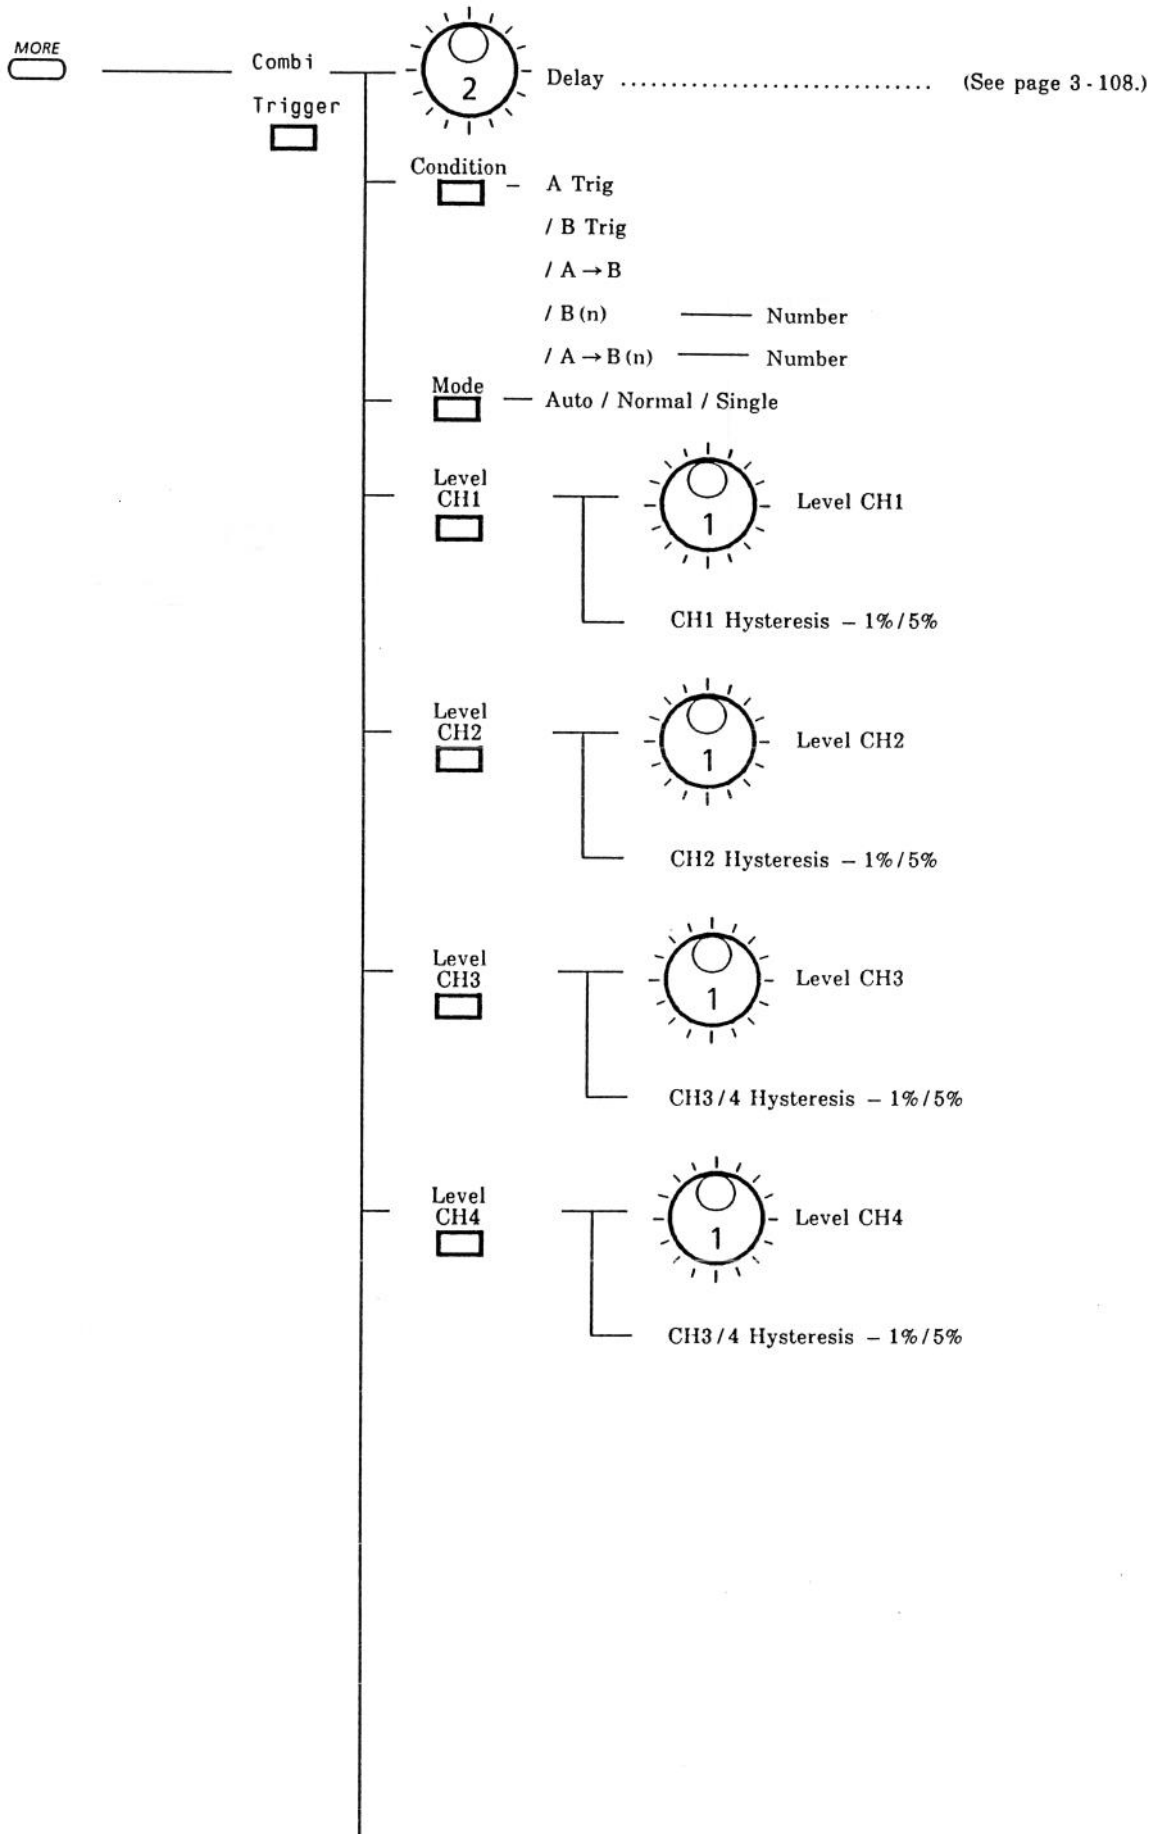 MORE
Combi
Trigger
2
Delay .............................. (See page 3 - 108.)
Condition – A Trig
/ B Trig
/ A → B
/ B (n) —— Number
/ A → B (n) —— Number
Mode — Auto / Normal / Single
Level
CH1
1
Level CH1
CH1 Hysteresis – 1% / 5%
Level
CH2
1
Level CH2
CH2 Hysteresis – 1% / 5%
Level
CH3
1
Level CH3
CH3 / 4 Hysteresis – 1% / 5%
Level
CH4
1
Level CH4
CH3 / 4 Hysteresis – 1% / 5%